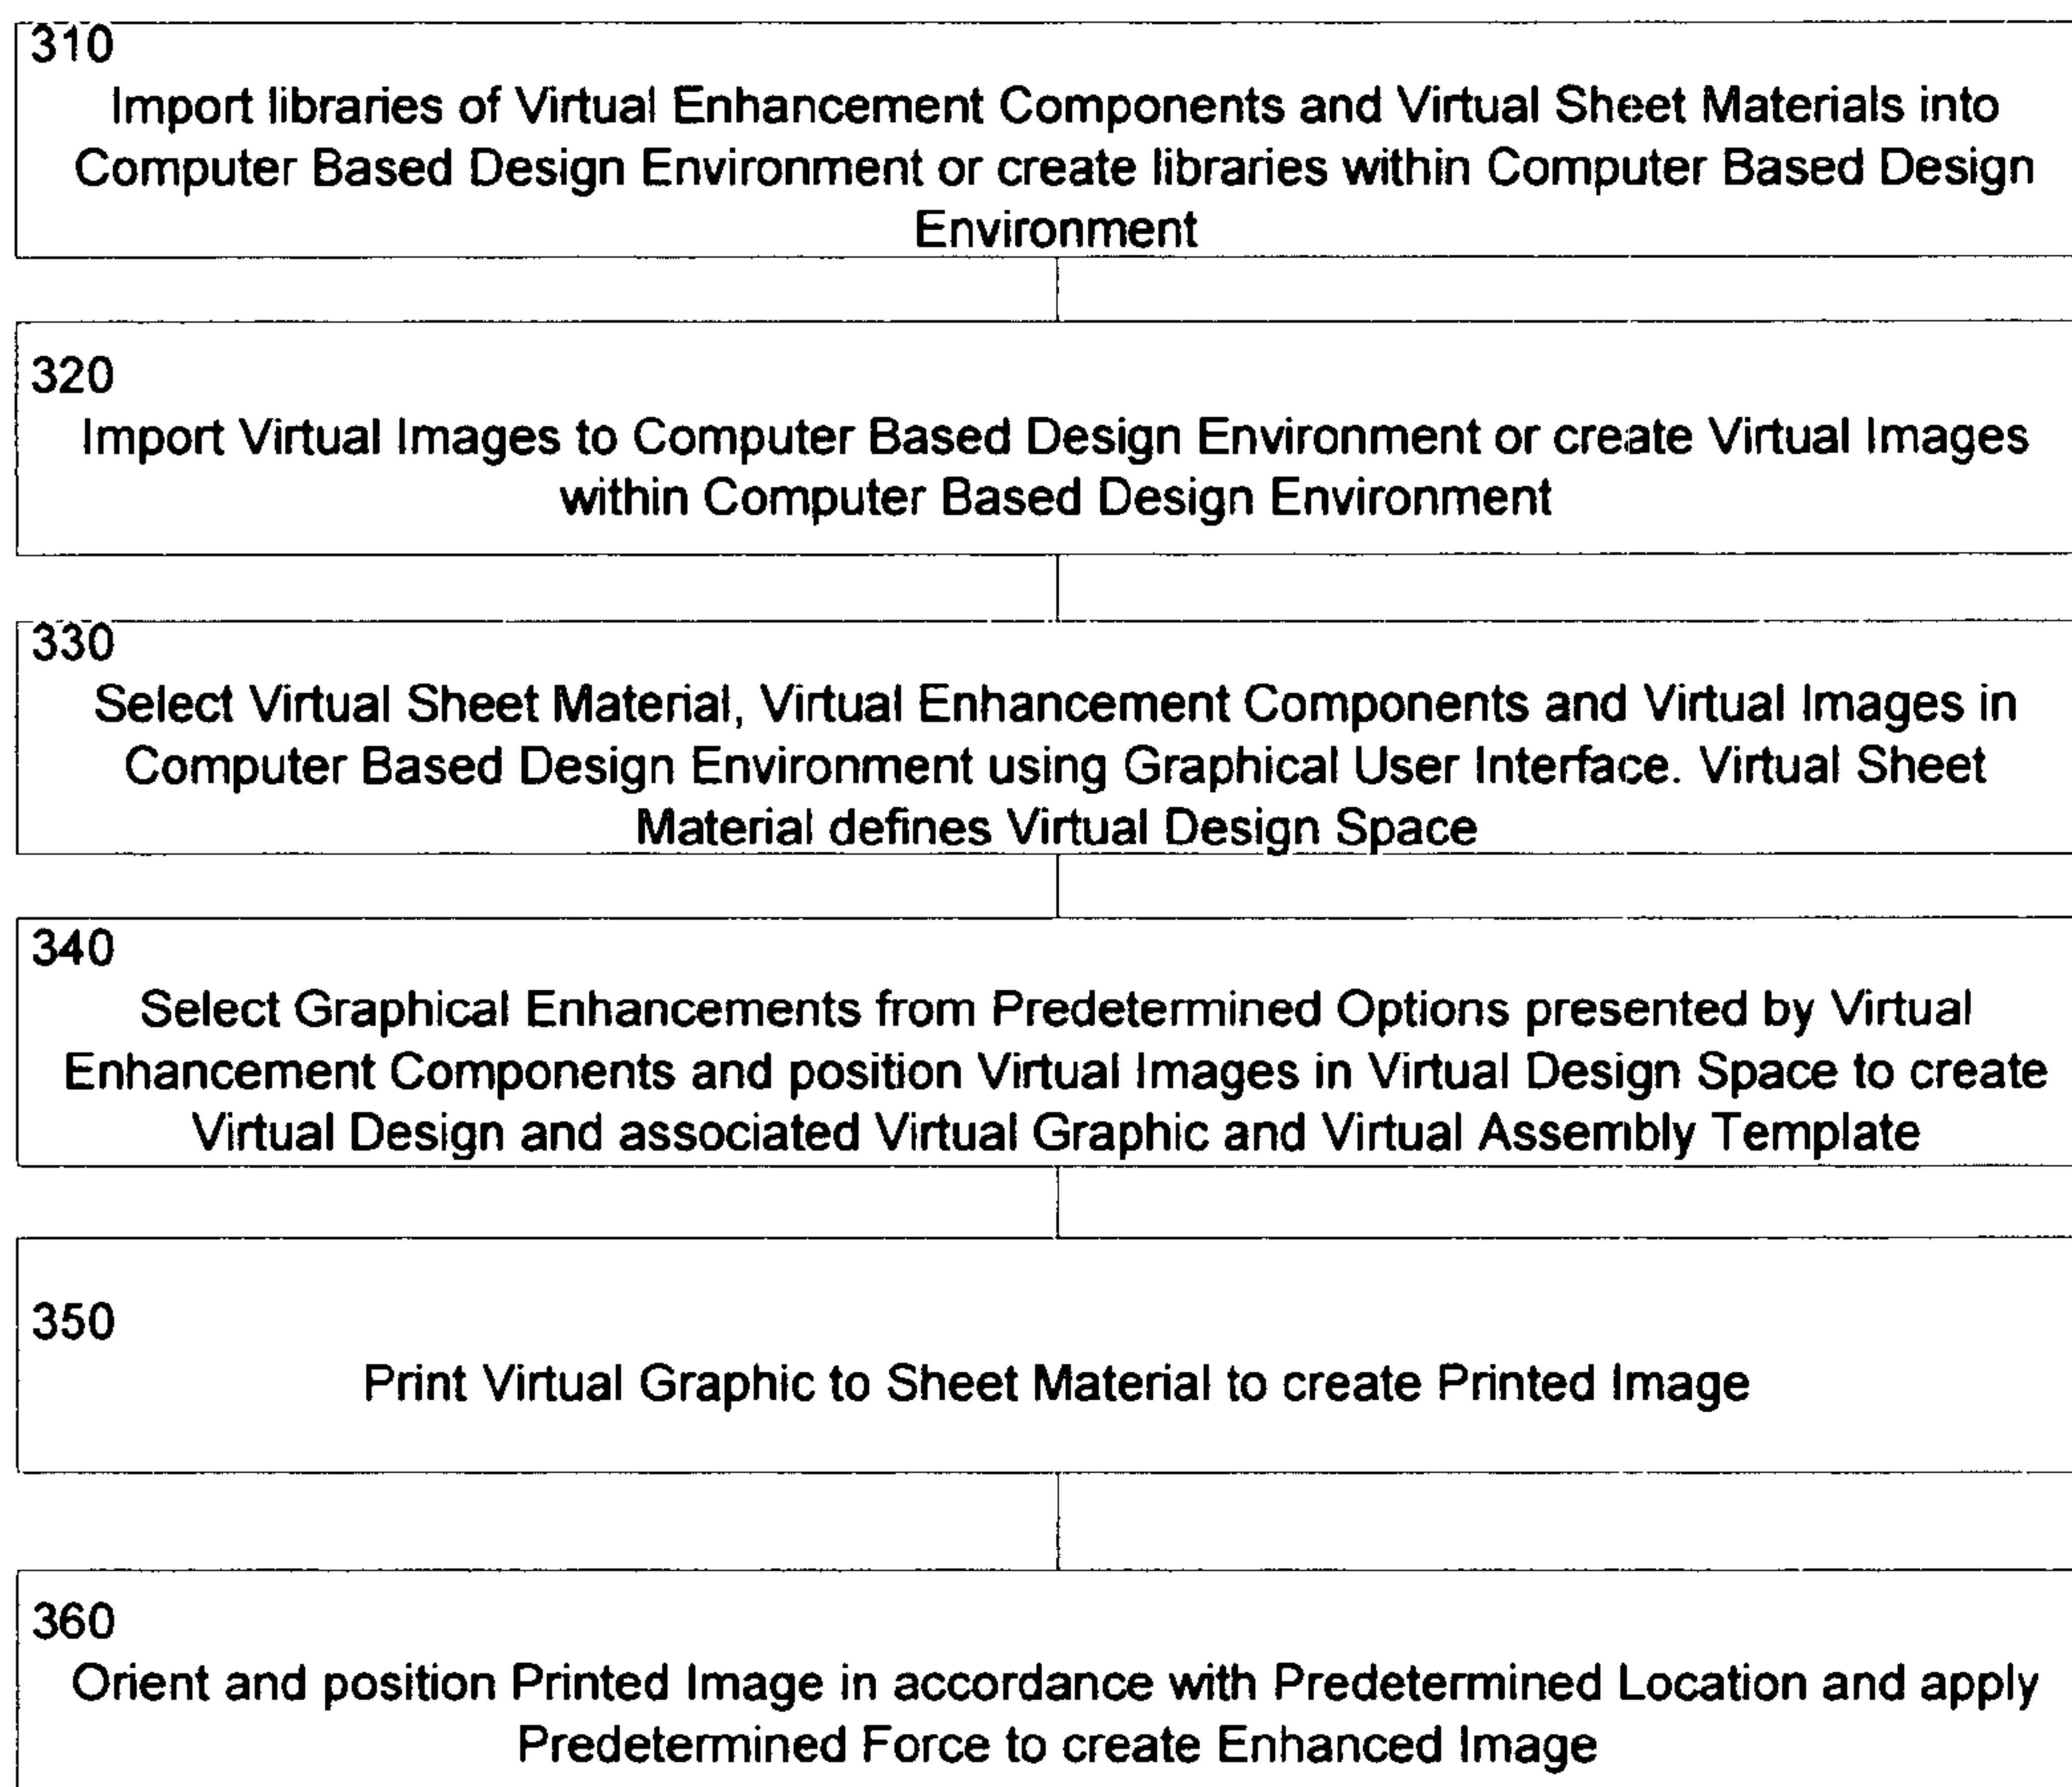 310
Import libraries of Virtual Enhancement Components and Virtual Sheet Materials into
Computer Based Design Environment or create libraries within Computer Based Design
Environment
320
Import Virtual Images to Computer Based Design Environment or create Virtual Images
within Computer Based Design Environment
330
Select Virtual Sheet Material, Virtual Enhancement Components and Virtual Images in
Computer Based Design Environment using Graphical User Interface. Virtual Sheet
Material defines Virtual Design Space
340
Select Graphical Enhancements from Predetermined Options presented by Virtual
Enhancement Components and position Virtual Images in Virtual Design Space to create
Virtual Design and associated Virtual Graphic and Virtual Assembly Template
350
Print Virtual Graphic to Sheet Material to create Printed Image
360
Orient and position Printed Image in accordance with Predetermined Location and apply
Predetermined Force to create Enhanced Image